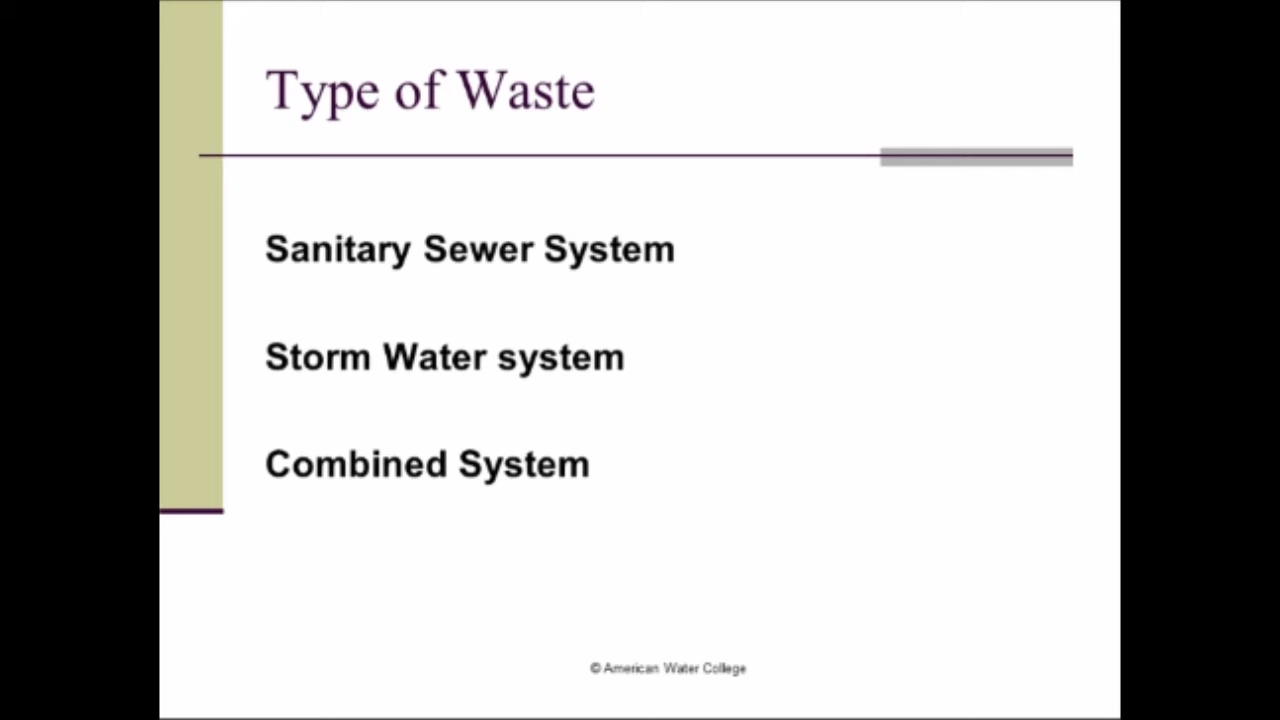 Type of Waste
Sanitary Sewer System
Storm Water system
Combined System
© American Water College